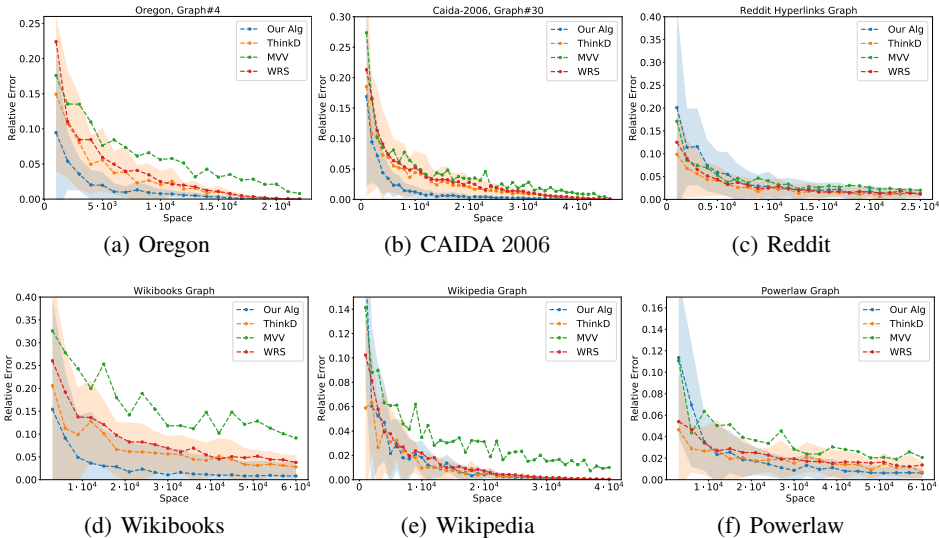 Oregon, Graph#4
Relative Error
0.25
0.20
0.15
0.10
0.05
0.00
0
5·10³
1·10⁴
15·10⁴
2·10⁴
Space
Our Alg
ThinkD
MVV
WRS
(a) Oregon
Caida-2006, Graph#30
Relative Error
0.30
0.25
0.20
0.15
0.10
0.05
0.00
0
1·10⁴
2·10⁴
3·10⁴
4·10⁴
Space
Our Alg
ThinkD
MVV
WRS
(b) CAIDA 2006
Reddit Hyperlinks Graph
Relative Error
0.40
0.35
0.30
0.25
0.20
0.15
0.10
0.05
0.00
0
0.5·10⁴
1·10⁴
1.5·10⁴
2·10⁴
2.5·10⁴
Space
Our Alg
ThinkD
MVV
WRS
(c) Reddit
Wikibooks Graph
Relative Error
0.40
0.35
0.30
0.25
0.20
0.15
0.10
0.05
0.00
1·10⁴
2·10⁴
3·10⁴
4·10⁴
5·10⁴
6·10⁴
Space
Our Alg
ThinkD
MVV
WRS
(d) Wikibooks
Wikipedia Graph
Relative Error
0.14
0.12
0.10
0.08
0.06
0.04
0.02
0.00
0
1·10⁴
2·10⁴
3·10⁴
4·10⁴
Space
Our Alg
ThinkD
MVV
WRS
(e) Wikipedia
Powerlaw Graph
Relative Error
0.16
0.14
0.12
0.10
0.08
0.06
0.04
0.02
0.00
1·10⁴
2·10⁴
3·10⁴
4·10⁴
5·10⁴
6·10⁴
Space
Our Alg
ThinkD
MVV
WRS
(f) Powerlaw